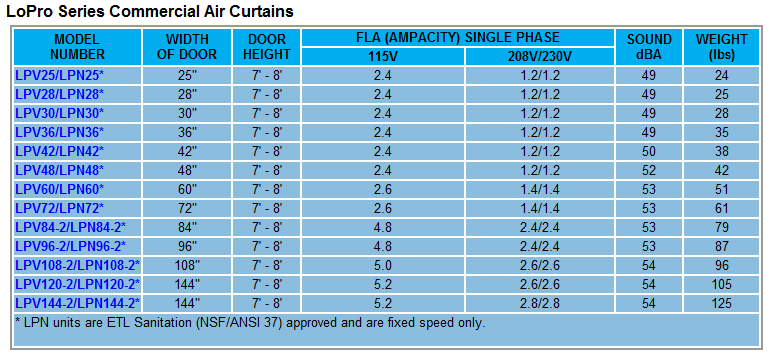 LoPro Series Commercial Air Curtains
MODEL NUMBER WIDTH OF DOOR DOOR HEIGHT FLA (AMPACITY) SINGLE PHASE SOUND dBA WEIGHT (lbs)
115V 208V/230V
LPV25/LPN25* 25" 7' - 8' 2.4 1.2/1.2 49 24
LPV28/LPN28* 28" 7' - 8' 2.4 1.2/1.2 49 25
LPV30/LPN30* 30" 7' - 8' 2.4 1.2/1.2 49 28
LPV36/LPN36* 36" 7' - 8' 2.4 1.2/1.2 49 35
LPV42/LPN42* 42" 7' - 8' 2.4 1.2/1.2 50 38
LPV48/LPN48* 48" 7' - 8' 2.4 1.2/1.2 52 42
LPV60/LPN60* 60" 7' - 8' 2.6 1.4/1.4 53 51
LPV72/LPN72* 72" 7' - 8' 2.6 1.4/1.4 53 61
LPV84-2/LPN84-2* 84" 7' - 8' 4.8 2.4/2.4 53 79
LPV96-2/LPN96-2* 96" 7' - 8' 4.8 2.4/2.4 53 87
LPV108-2/LPN108-2* 108" 7' - 8' 5.0 2.6/2.6 54 96
LPV120-2/LPN120-2* 144" 7' - 8' 5.2 2.6/2.6 54 105
LPV144-2/LPN144-2* 144" 7' - 8' 5.2 2.8/2.8 54 125
* LPN units are ETL Sanitation (NSF/ANSI 37) approved and are fixed speed only.